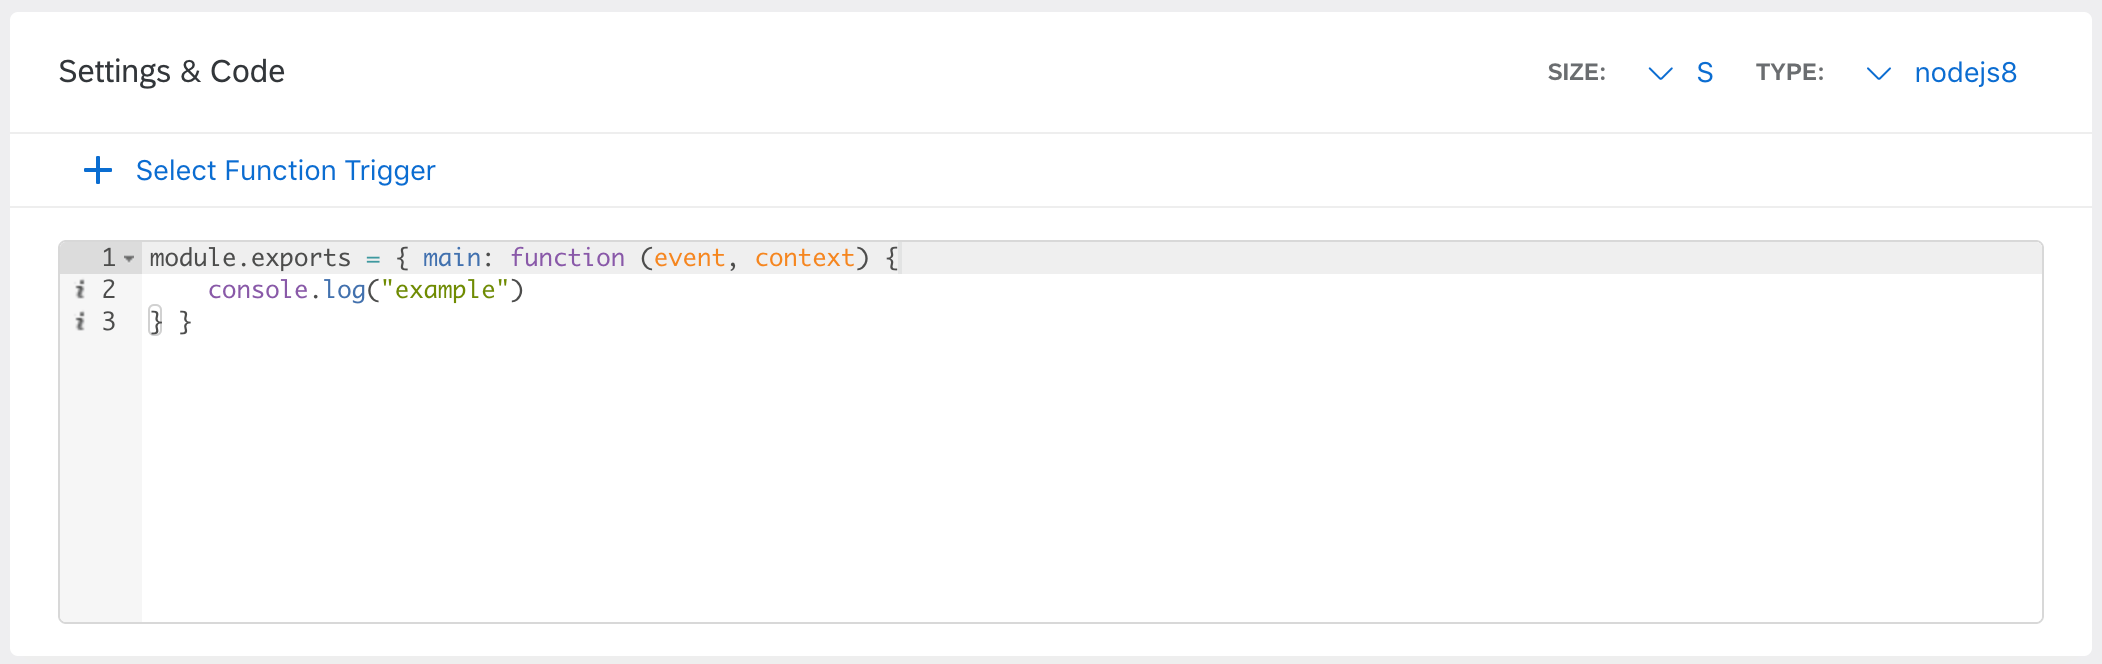 Settings & Code
SIZE: S TYPE: nodejs8
Select Function Trigger
1 module.exports = { main: function (event, context) {
i 2     console.log("example")
i 3 } }